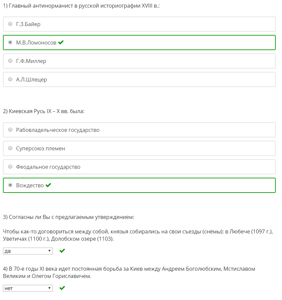 1) Главный антинорманист в русской историографии XVIII в.:
Г.З.Байер
М.В.Ломоносов
Г.Ф.Миллер
А.Л.Шлецер
2) Киевская Русь IX – X вв. была:
Рабовладельческое государство
Суперсоюз племен
Феодальное государство
Вождество
3) Согласны ли Вы с предлагаемым утверждением:
Чтобы как-то договориться между собой, князья собирались на свои съезды (снемы): в Любече (1097 г.),
Уветичах (1100 г.), Долобском озере (1103).
да
4) В 70-е годы XI века идет постоянная борьба за Киев между Андреем Боголюбским, Мстиславом
Великим и Олегом Гориславичем.
нет